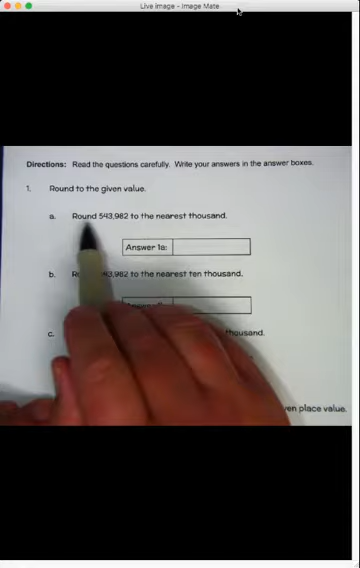 Live image - Image Mate
Directions: Read the questions carefully. Write your answers in the answer boxes.
1. Round to the given value.
a. Round 543,982 to the nearest thousand.
Answer 1a:
b. 43,982 to the nearest ten thousand.
c. thousand.
en place value.